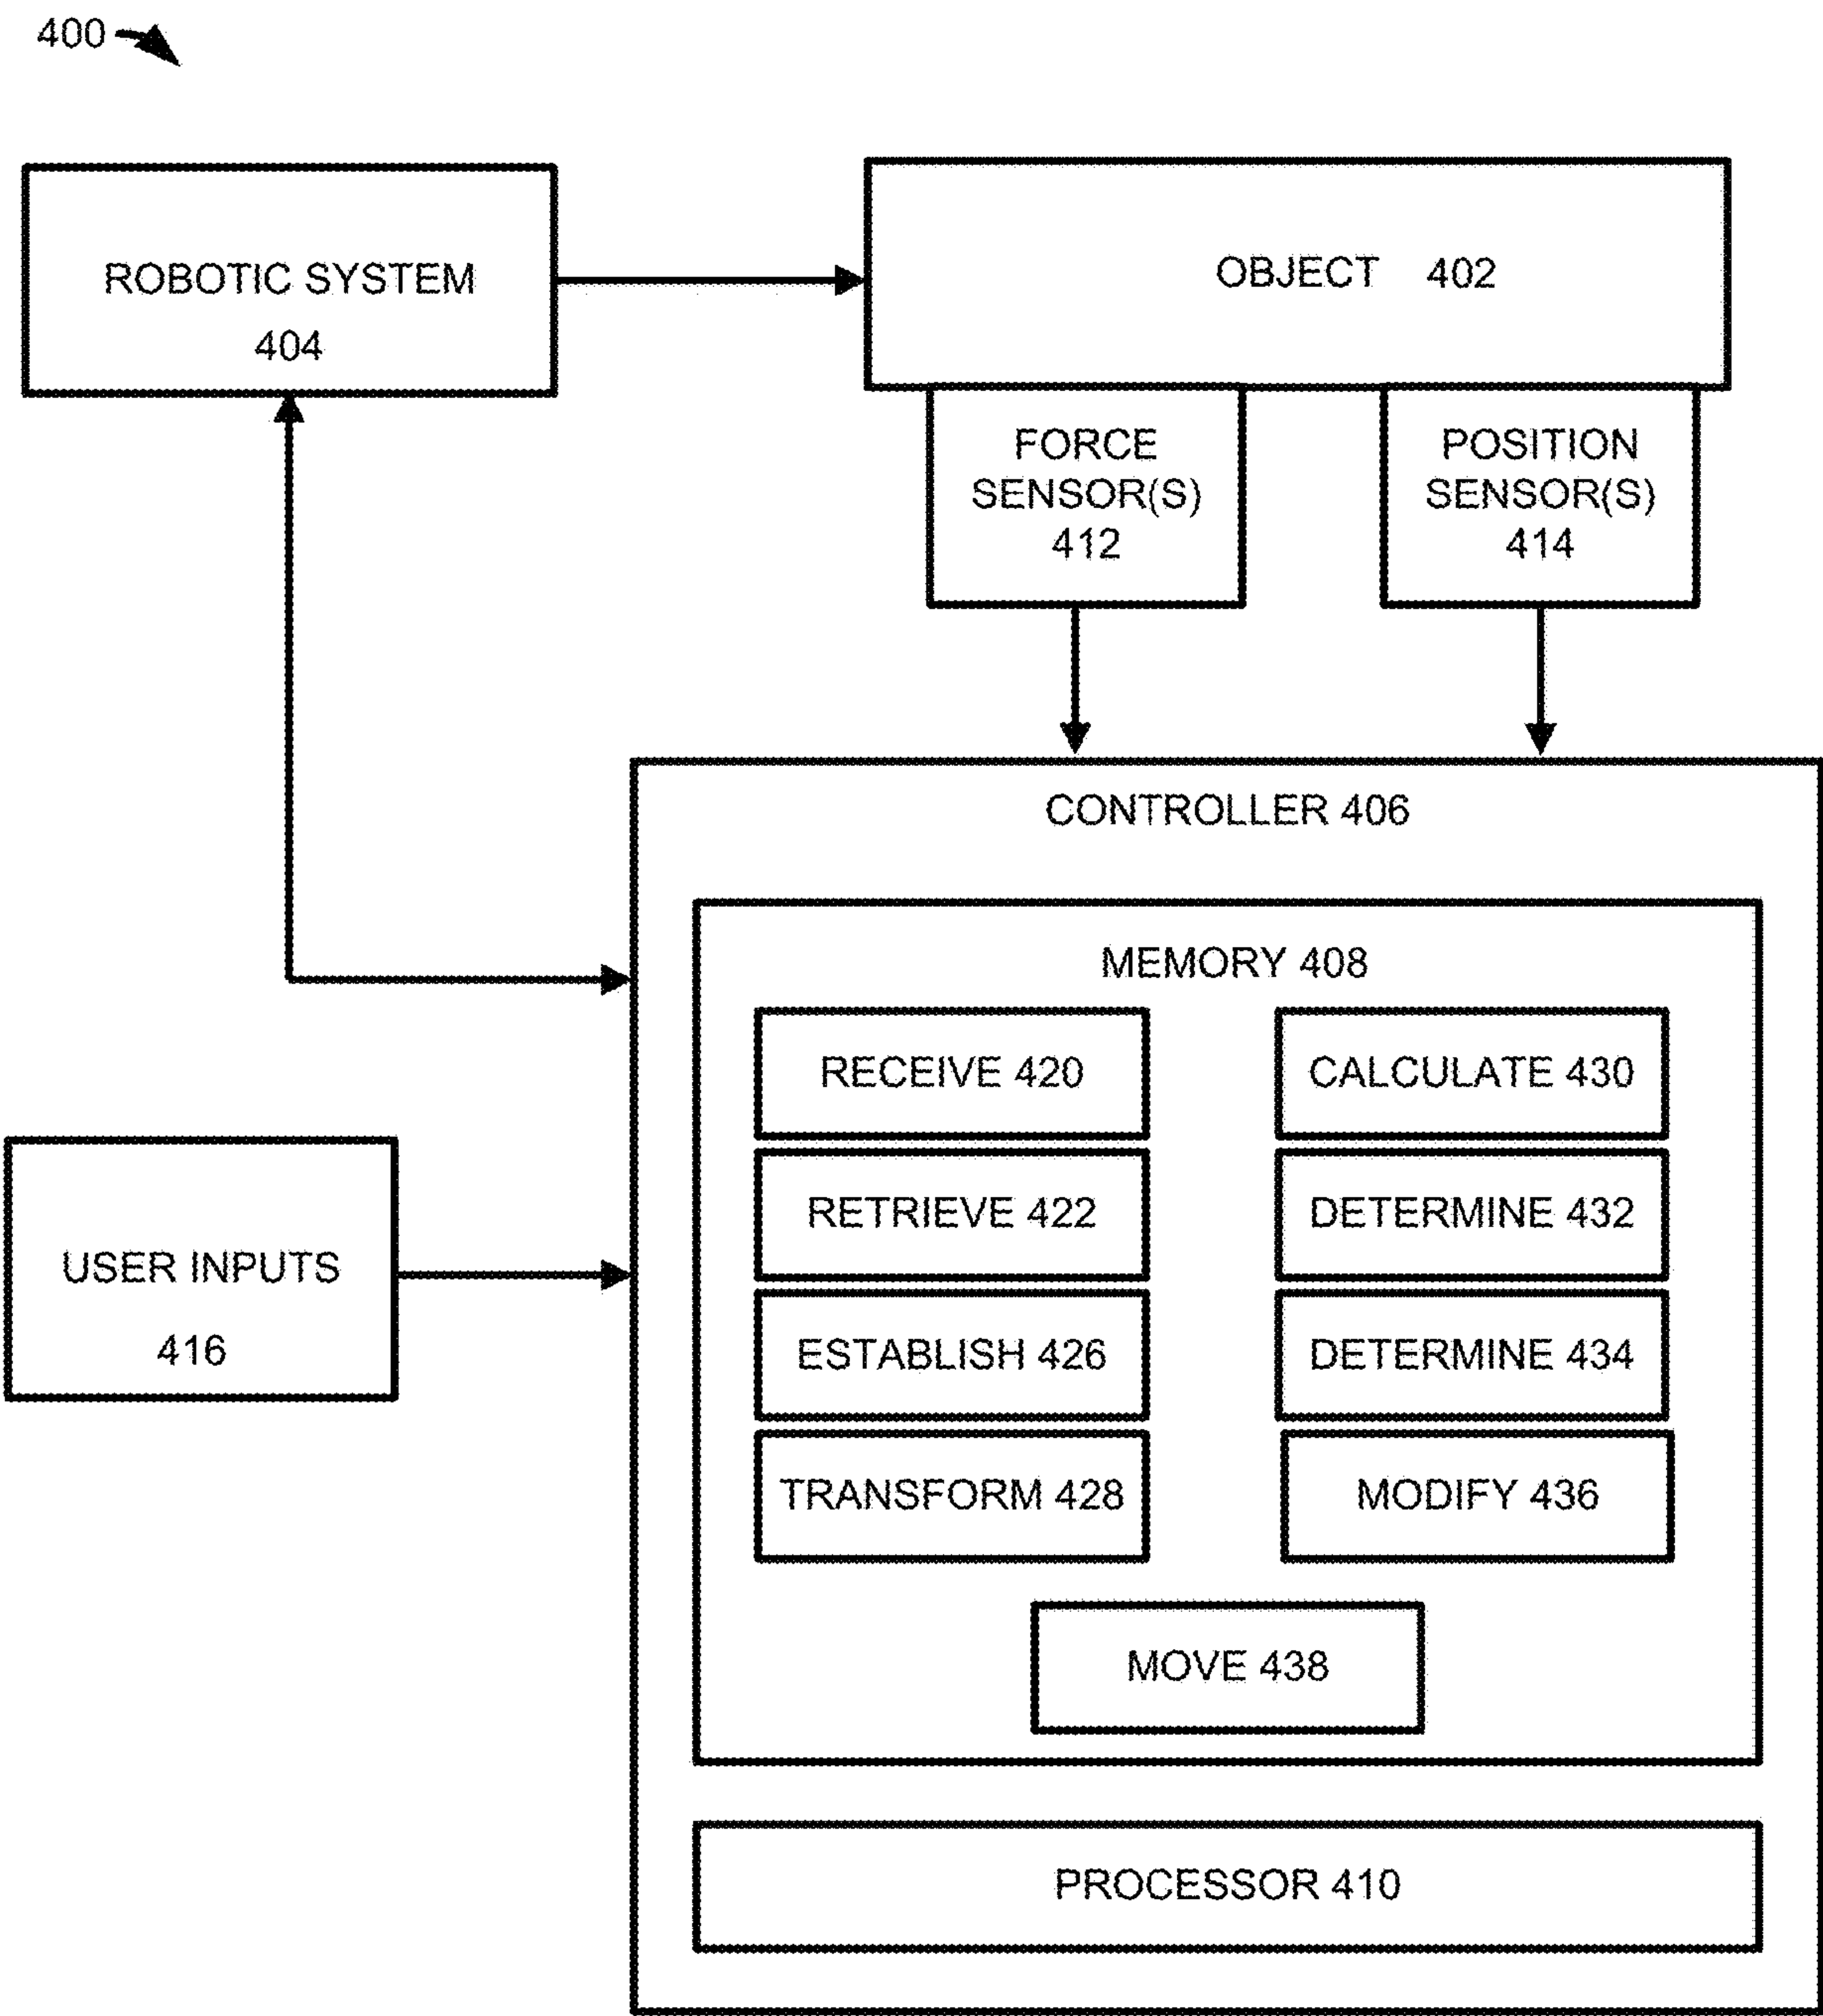 400
ROBOTIC SYSTEM
404
OBJECT 402
FORCE
SENSOR(S)
412
POSITION
SENSOR(S)
414
CONTROLLER 406
MEMORY 408
RECEIVE 420
CALCULATE 430
RETRIEVE 422
DETERMINE 432
ESTABLISH 426
DETERMINE 434
TRANSFORM 428
MODIFY 436
MOVE 438
USER INPUTS
416
PROCESSOR 410